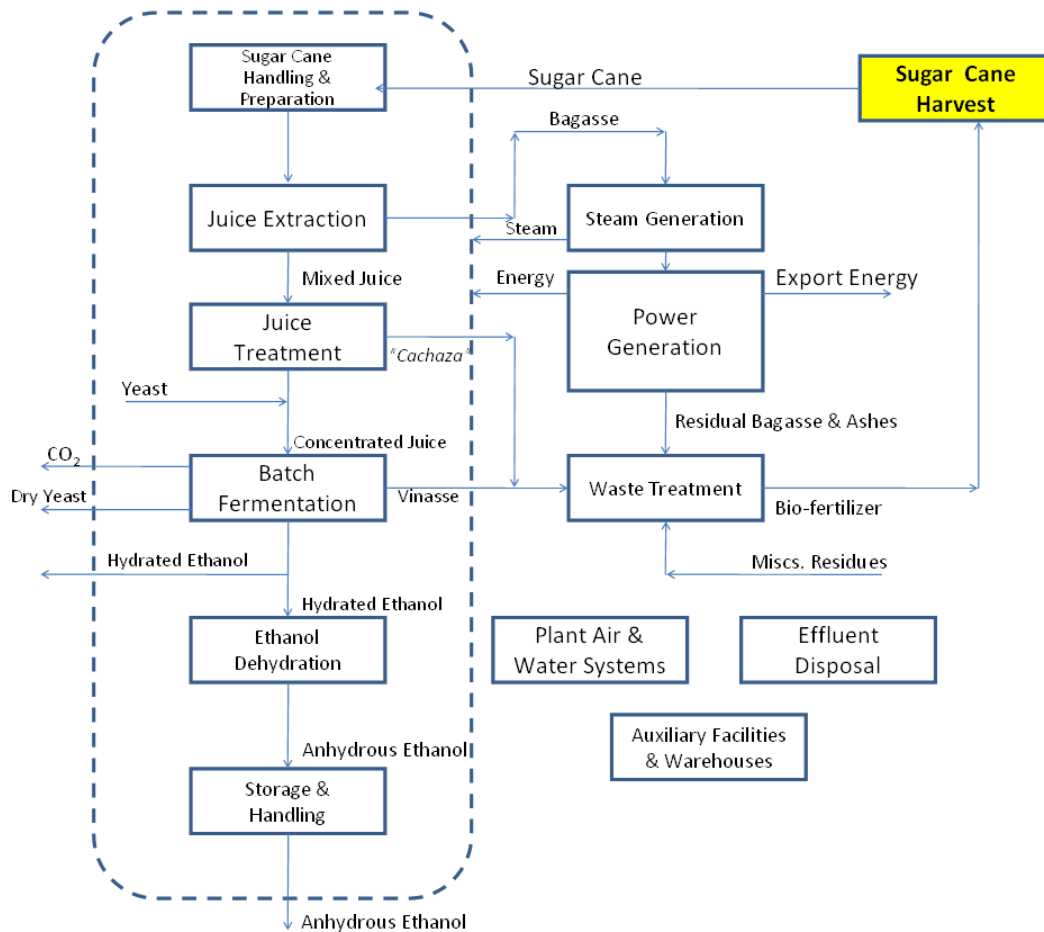 Sugar Cane
Handling &
Preparation
Sugar Cane
Sugar Cane
Harvest
Bagasse
Juice Extraction
Steam Generation
Steam
Mixed Juice
Energy
Export Energy
Power
Generation
Juice
Treatment
"Cachaza"
Yeast
Residual Bagasse & Ashes
Concentrated Juice
CO₂
Batch
Fermentation
Vinasse
Waste Treatment
Dry Yeast
Bio-fertilizer
Hydrated Ethanol
Miscs. Residues
Hydrated Ethanol
Ethanol
Dehydration
Plant Air &
Water Systems
Effluent
Disposal
Auxiliary Facilities
& Warehouses
Anhydrous Ethanol
Storage &
Handling
Anhydrous Ethanol